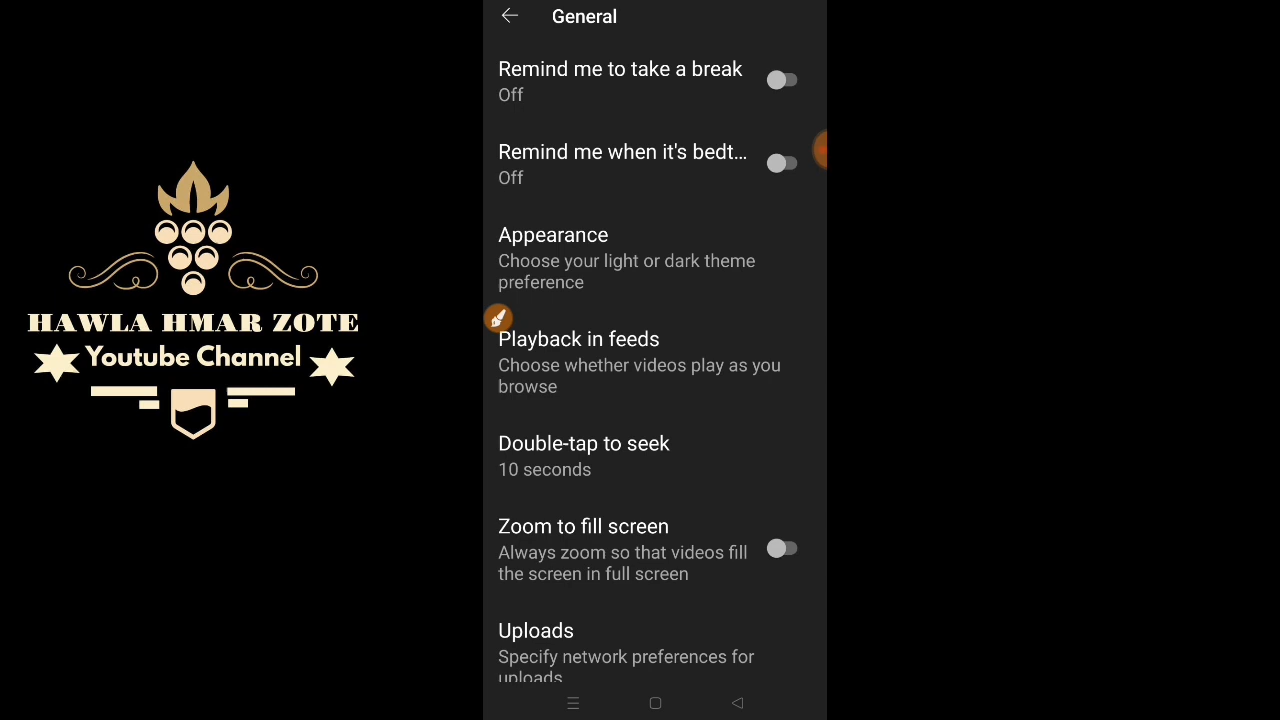 HAWLA HMAR ZOTE
Youtube Channel
General
Remind me to take a break
Off
Remind me when it's bedt...
Off
Appearance
Choose your light or dark theme
preference
Playback in feeds
Choose whether videos play as you
browse
Double-tap to seek
10 seconds
Zoom to fill screen
Always zoom so that videos fill
the screen in full screen
Uploads
Specify network preferences for
uploads